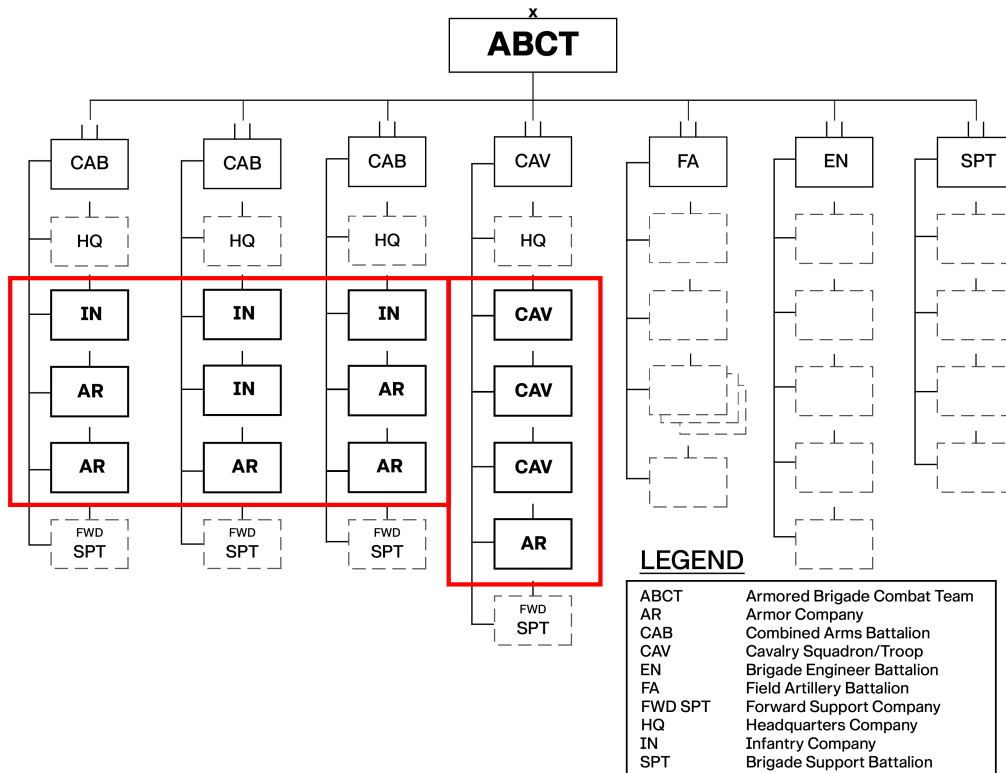 x
ABCT
CAB CAB CAB CAV FA EN SPT
HQ HQ HQ HQ
IN IN IN CAV
AR IN AR CAV
AR AR AR CAV
FWD SPT FWD SPT FWD SPT AR
FWD SPT
LEGEND
ABCT Armored Brigade Combat Team
AR Armor Company
CAB Combined Arms Battalion
CAV Cavalry Squadron/Troop
EN Brigade Engineer Battalion
FA Field Artillery Battalion
FWD SPT Forward Support Company
HQ Headquarters Company
IN Infantry Company
SPT Brigade Support Battalion